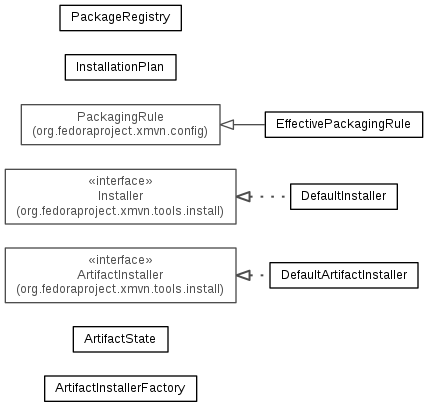 PackageRegistry
InstallationPlan
PackagingRule
(org.fedoraproject.xmvn.config)
EffectivePackagingRule
«interface»
Installer
(org.fedoraproject.xmvn.tools.install)
DefaultInstaller
«interface»
ArtifactInstaller
(org.fedoraproject.xmvn.tools.install)
DefaultArtifactInstaller
ArtifactState
ArtifactInstallerFactory